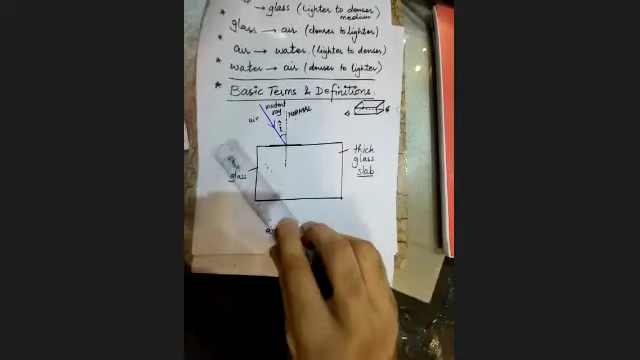 → glass (lighter to denser
medium)
* glass → air (denser to lighter)
* air → water (lighter to denser)
* water → air (denser to lighter)
* Basic Terms & Definitions
incident
ray
NORMAL
air
i
thick
glass
slab
glass